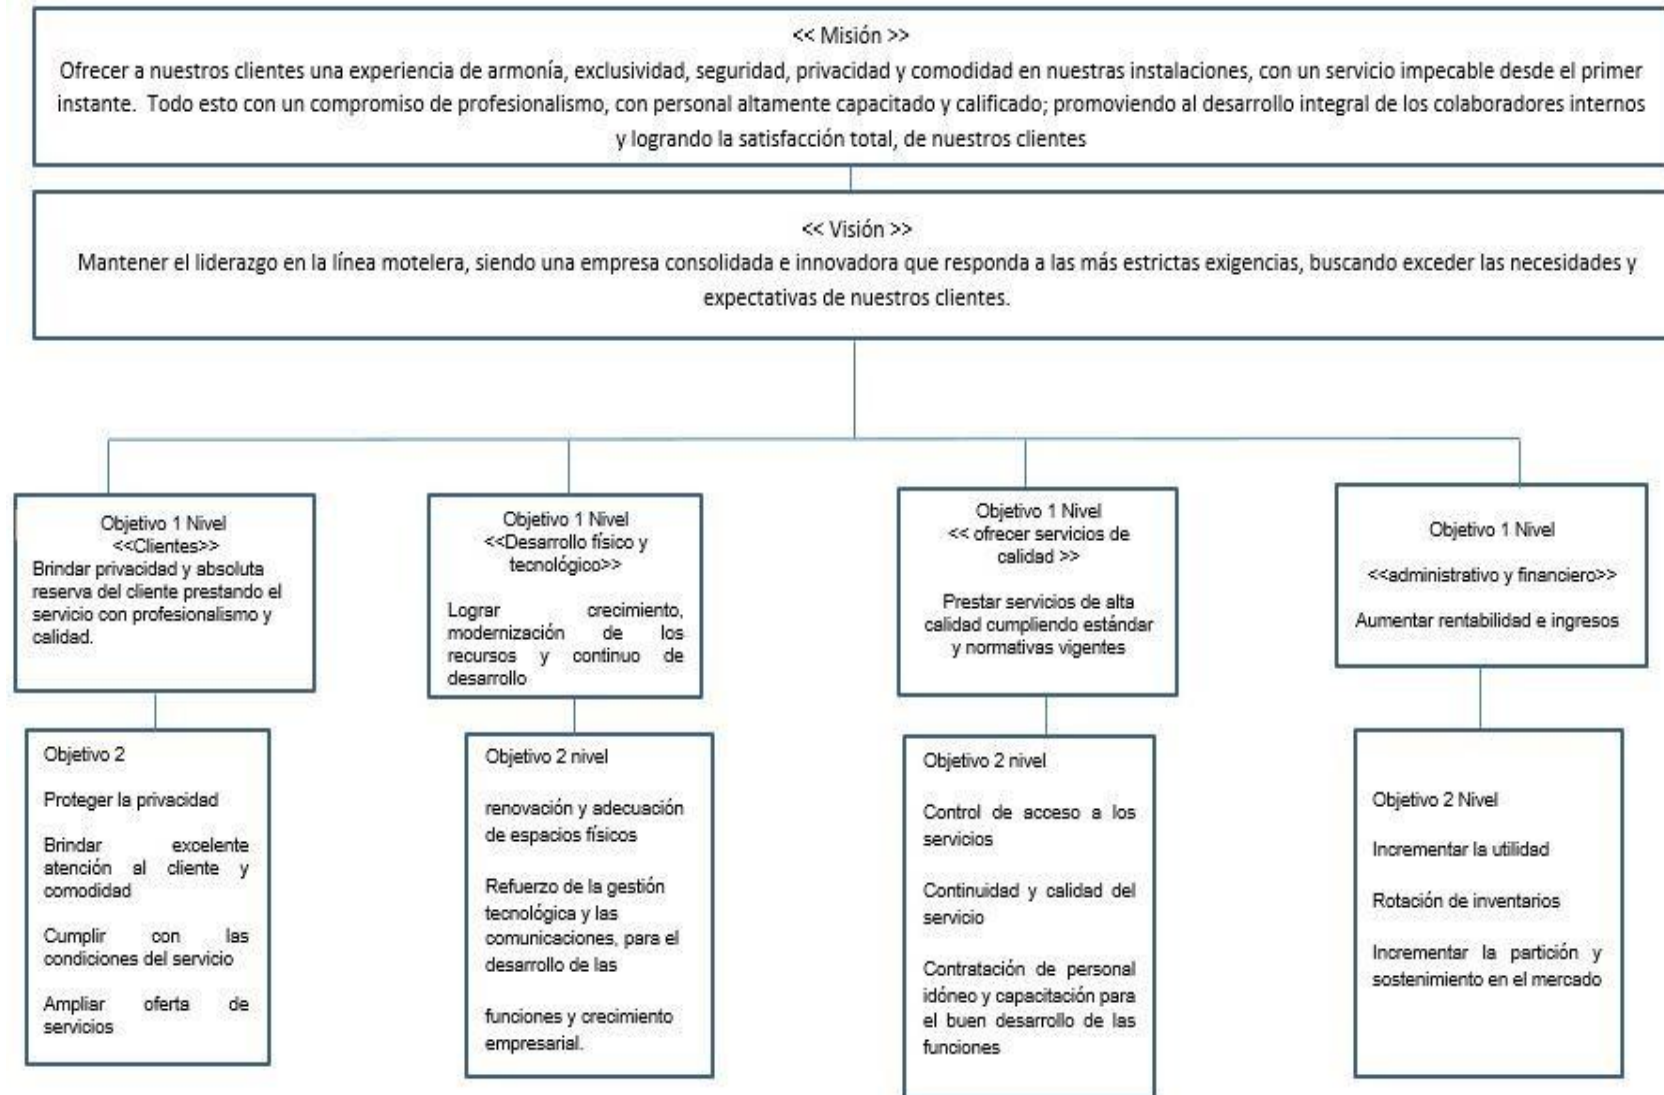 << Misión >>
Ofrecer a nuestros clientes una experiencia de armonía, exclusividad, seguridad, privacidad y comodidad en nuestras instalaciones, con un servicio impecable desde el primer
instante. Todo esto con un compromiso de profesionalismo, con personal altamente capacitado y calificado; promoviendo al desarrollo integral de los colaboradores internos
y logrando la satisfacción total, de nuestros clientes
<< Visión >>
Mantener el liderazgo en la línea motelera, siendo una empresa consolidada e innovadora que responda a las más estrictas exigencias, buscando exceder las necesidades y
expectativas de nuestros clientes.
Objetivo 1 Nivel
<<Clientes>>
Brindar privacidad y absoluta
reserva del cliente prestando el
servicio con profesionalismo y
calidad.
Objetivo 1 Nivel
<<Desarrollo físico y
tecnológico>>
Lograr crecimiento,
modernización de los
recursos y continuo de
desarrollo
Objetivo 1 Nivel
<< ofrecer servicios de
calidad >>
Prestar servicios de alta
calidad cumpliendo estándar
y normativas vigentes
Objetivo 1 Nivel
<<administrativo y financiero>>
Aumentar rentabilidad e ingresos
Objetivo 2
Proteger la privacidad
Brindar excelente
atención al cliente y
comodidad
Cumplir con las
condiciones del servicio
Ampliar oferta de
servicios
Objetivo 2 nivel
renovación y adecuación
de espacios físicos
Refuerzo de la gestión
tecnológica y las
comunicaciones, para el
desarrollo de las
funciones y crecimiento
empresarial.
Objetivo 2 nivel
Control de acceso a los
servicios
Continuidad y calidad del
servicio
Contratación de personal
idóneo y capacitación para
el buen desarrollo de las
funciones
Objetivo 2 Nivel
Incrementar la utilidad
Rotación de inventarios
Incrementar la partición y
sostenimiento en el mercado